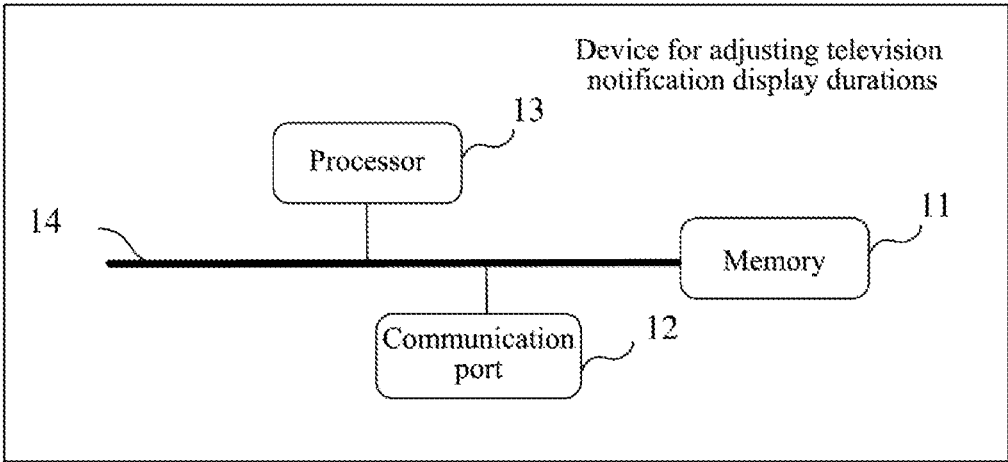 Device for adjusting television
notification display durations
13
Processor
14
11
Memory
Communication
port
12